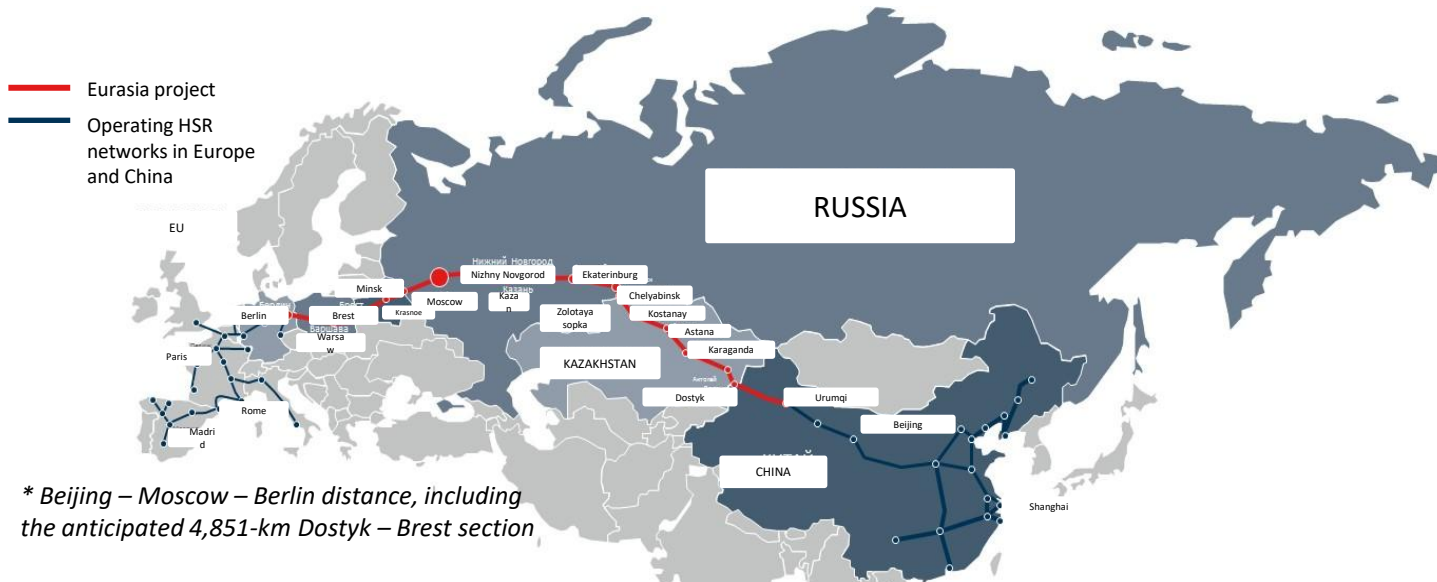 Eurasia project
Operating HSR
networks in Europe
and China
RUSSIA
EU
Нижний Новгород
Nizhny Novgorod
Ekaterinburg
Minsk
Moscow
Казань
Kaza
n
Chelyabinsk
Krasnoe
Berlin
Brest
Zolotaya
sopka
Kostanay
Варшава
Warsa
w
Astana
Karaganda
Paris
KAZAKHSTAN
Dostyk
Urumqi
Rome
Madri
d
Beijing
КИТАЙ
CHINA
Shanghai
* Beijing – Moscow – Berlin distance, including
the anticipated 4,851-km Dostyk – Brest section